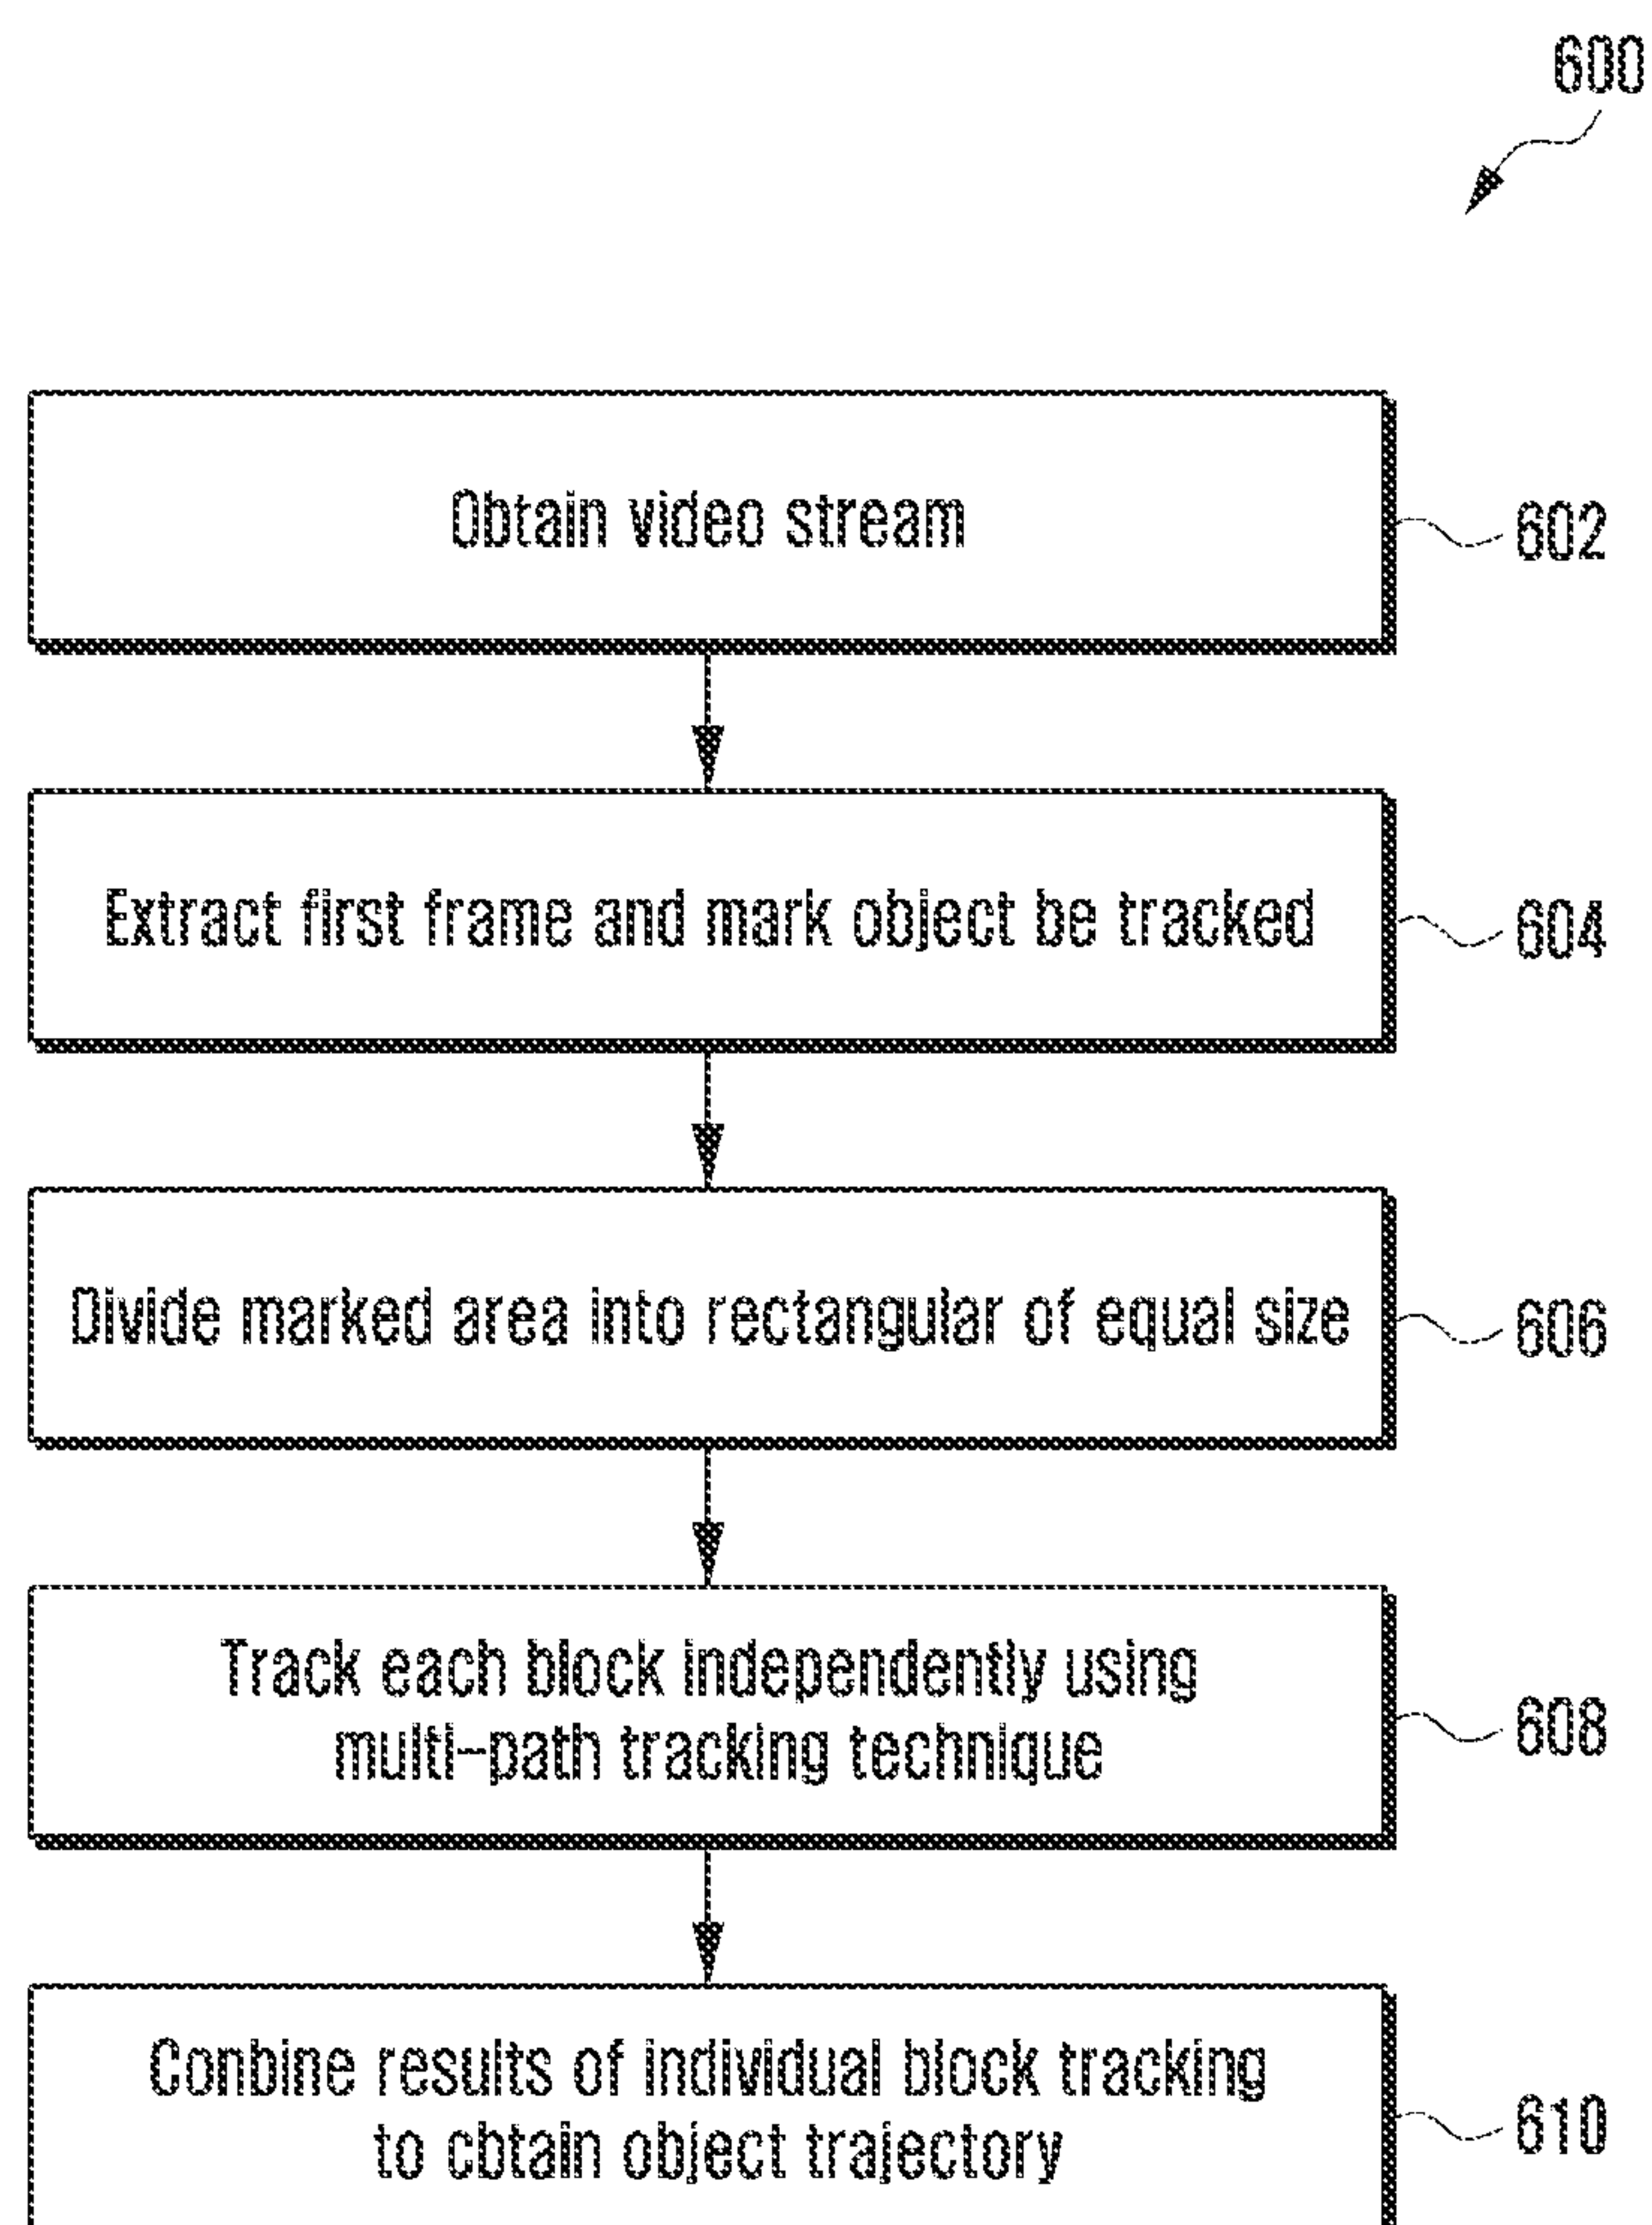 600
Obtain video stream
602
Extract first frame and mark object be tracked
604
Divide marked area into rectangular of equal size
606
Track each block independently using
multi-path tracking technique
608
Conbine results of individual block tracking
to cbtain object trajectory
610